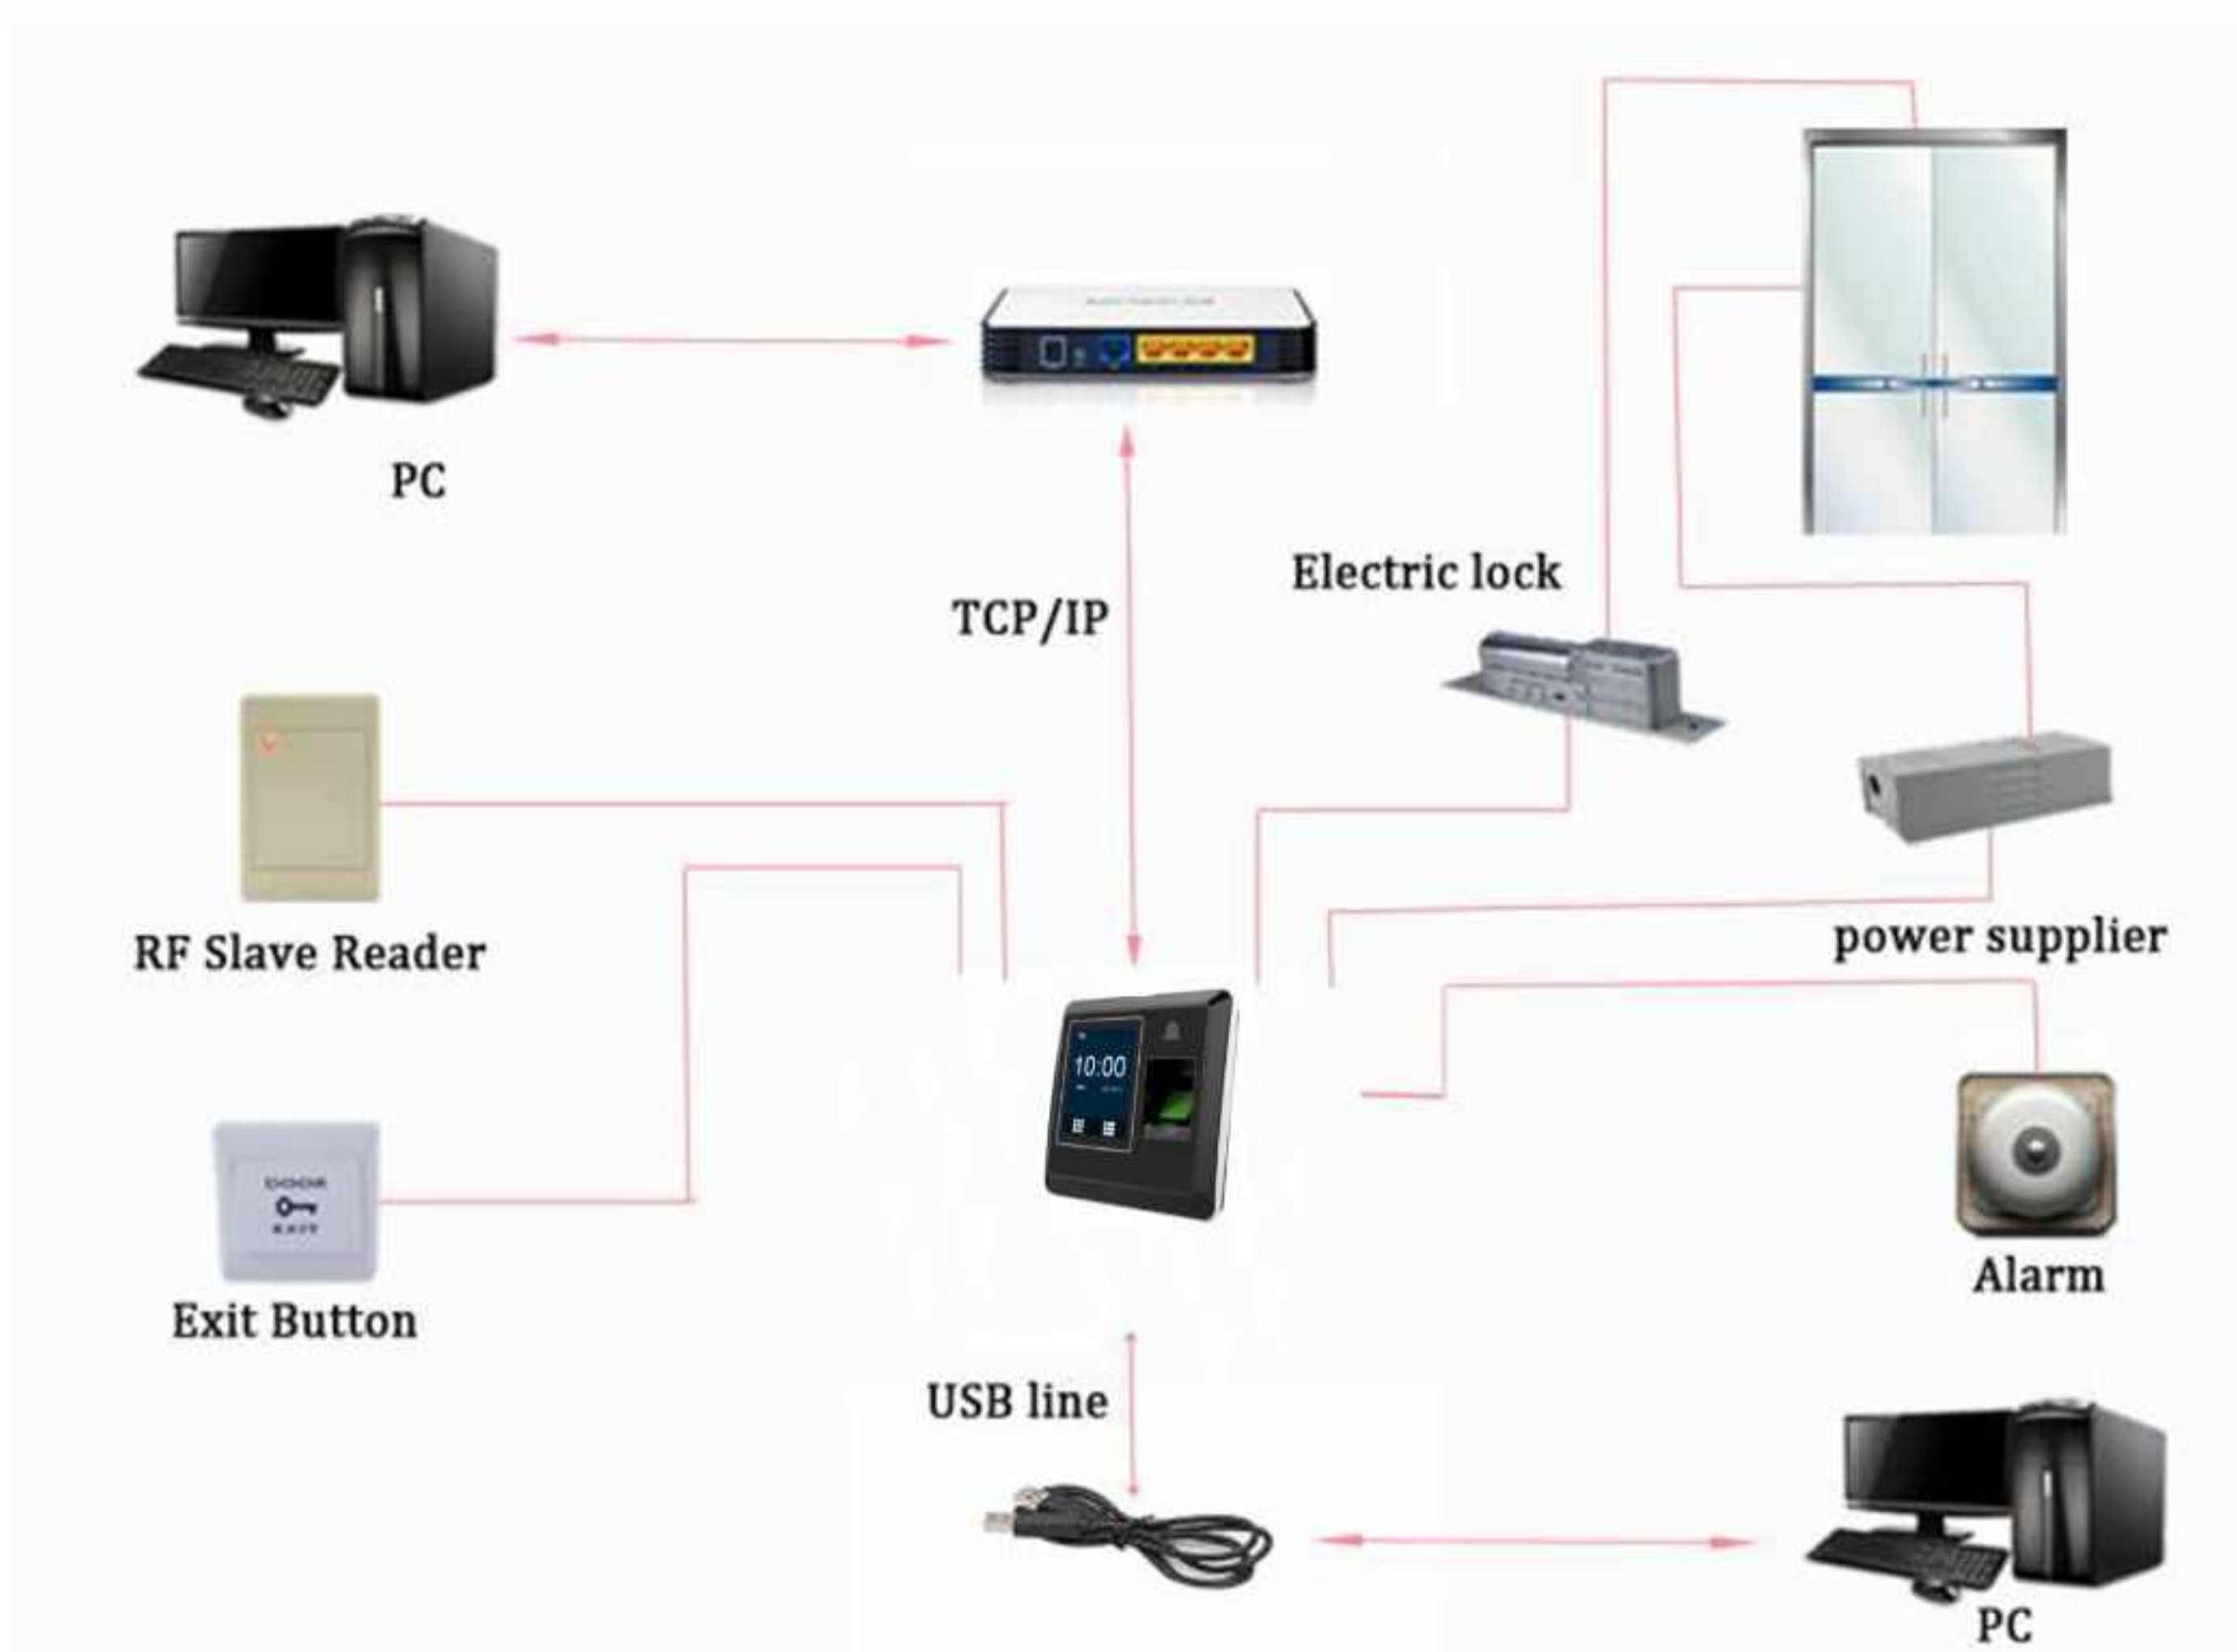 PC
TCP/IP
Electric lock
RF Slave Reader
power supplier
10:00
Exit Button
Alarm
USB line
PC